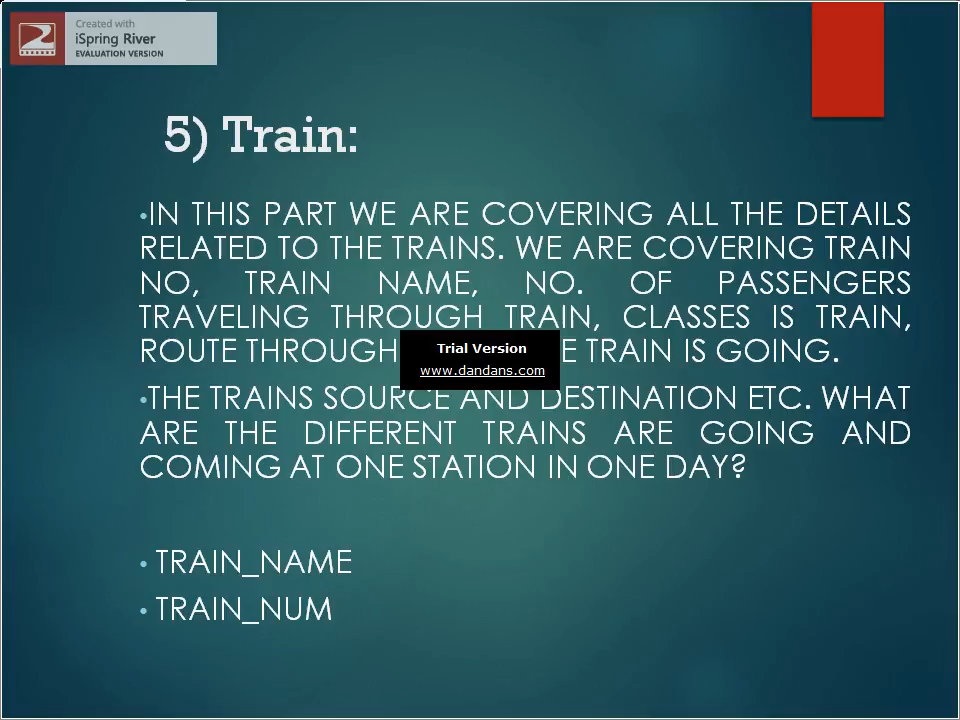 Created with
iSpring River
EVALUATION VERSION
5) Train:
•IN THIS PART WE ARE COVERING ALL THE DETAILS
RELATED TO THE TRAINS. WE ARE COVERING TRAIN
NO, TRAIN NAME, NO. OF PASSENGERS
TRAVELING THROUGH TRAIN, CLASSES IS TRAIN,
ROUTE THROUGH E TRAIN IS GOING.
Trial Version
www.dandans.com
•THE TRAINS SOURCE AND DESTINATION ETC. WHAT
ARE THE DIFFERENT TRAINS ARE GOING AND
COMING AT ONE STATION IN ONE DAY?
• TRAIN_NAME
• TRAIN_NUM